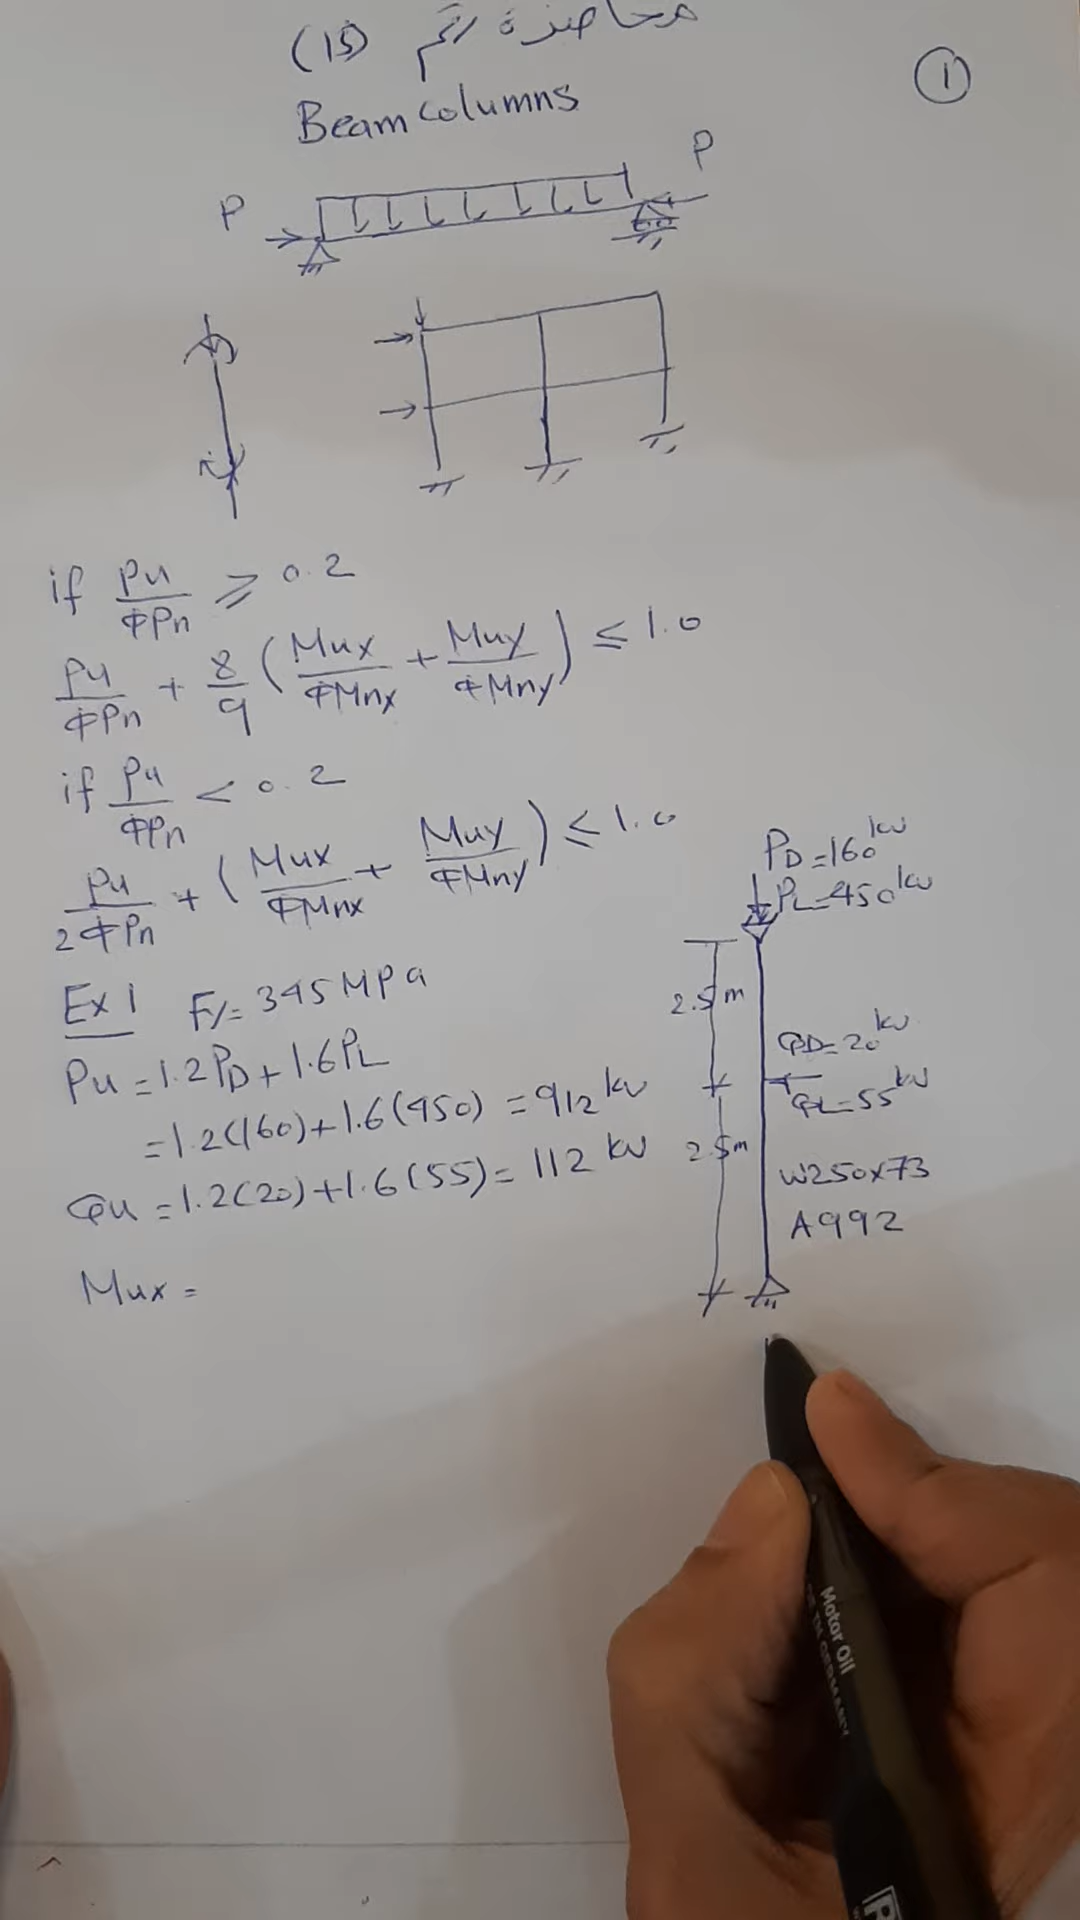 محاضرة رقم (15)
①
Beam columns
P
P
if Pu/ΦPn ≥ 0.2
Pu/ΦPn + 8/9 (Mux/ΦMnx + Muy/ΦMny) ≤ 1.0
if Pu/ΦPn < 0.2
Pu/2ΦPn + (Mux/ΦMnx + Muy/ΦMny) ≤ 1.0
PD=160 kN
PL=450 kN
Ex 1 Fy=345 MPa
2.5m
Pu=1.2PD+1.6PL
QD=20 kN
=1.2(160)+1.6(450)=912 kN
QL=55 kN
Qu=1.2(20)+1.6(55)=112 kN
2.5m
W250x73
A992
Mux=
Motor Oil